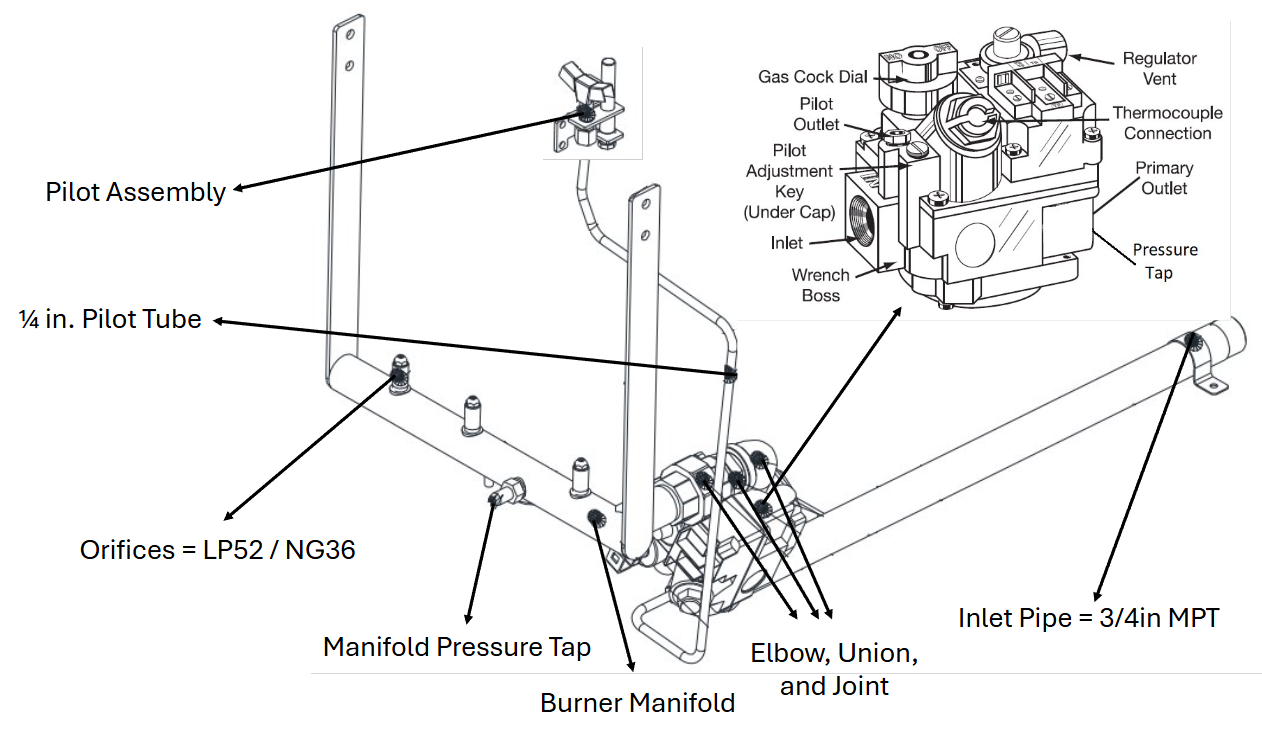 Gas Cock Dial
Regulator
Vent
Pilot
Outlet
Thermocouple
Connection
Pilot
Adjustment
Key
(Under Cap)
Primary
Outlet
Inlet
Pressure
Tap
Wrench
Boss
Pilot Assembly
¼ in. Pilot Tube
Orifices = LP52 / NG36
Manifold Pressure Tap
Burner Manifold
Elbow, Union,
and Joint
Inlet Pipe = 3/4in MPT